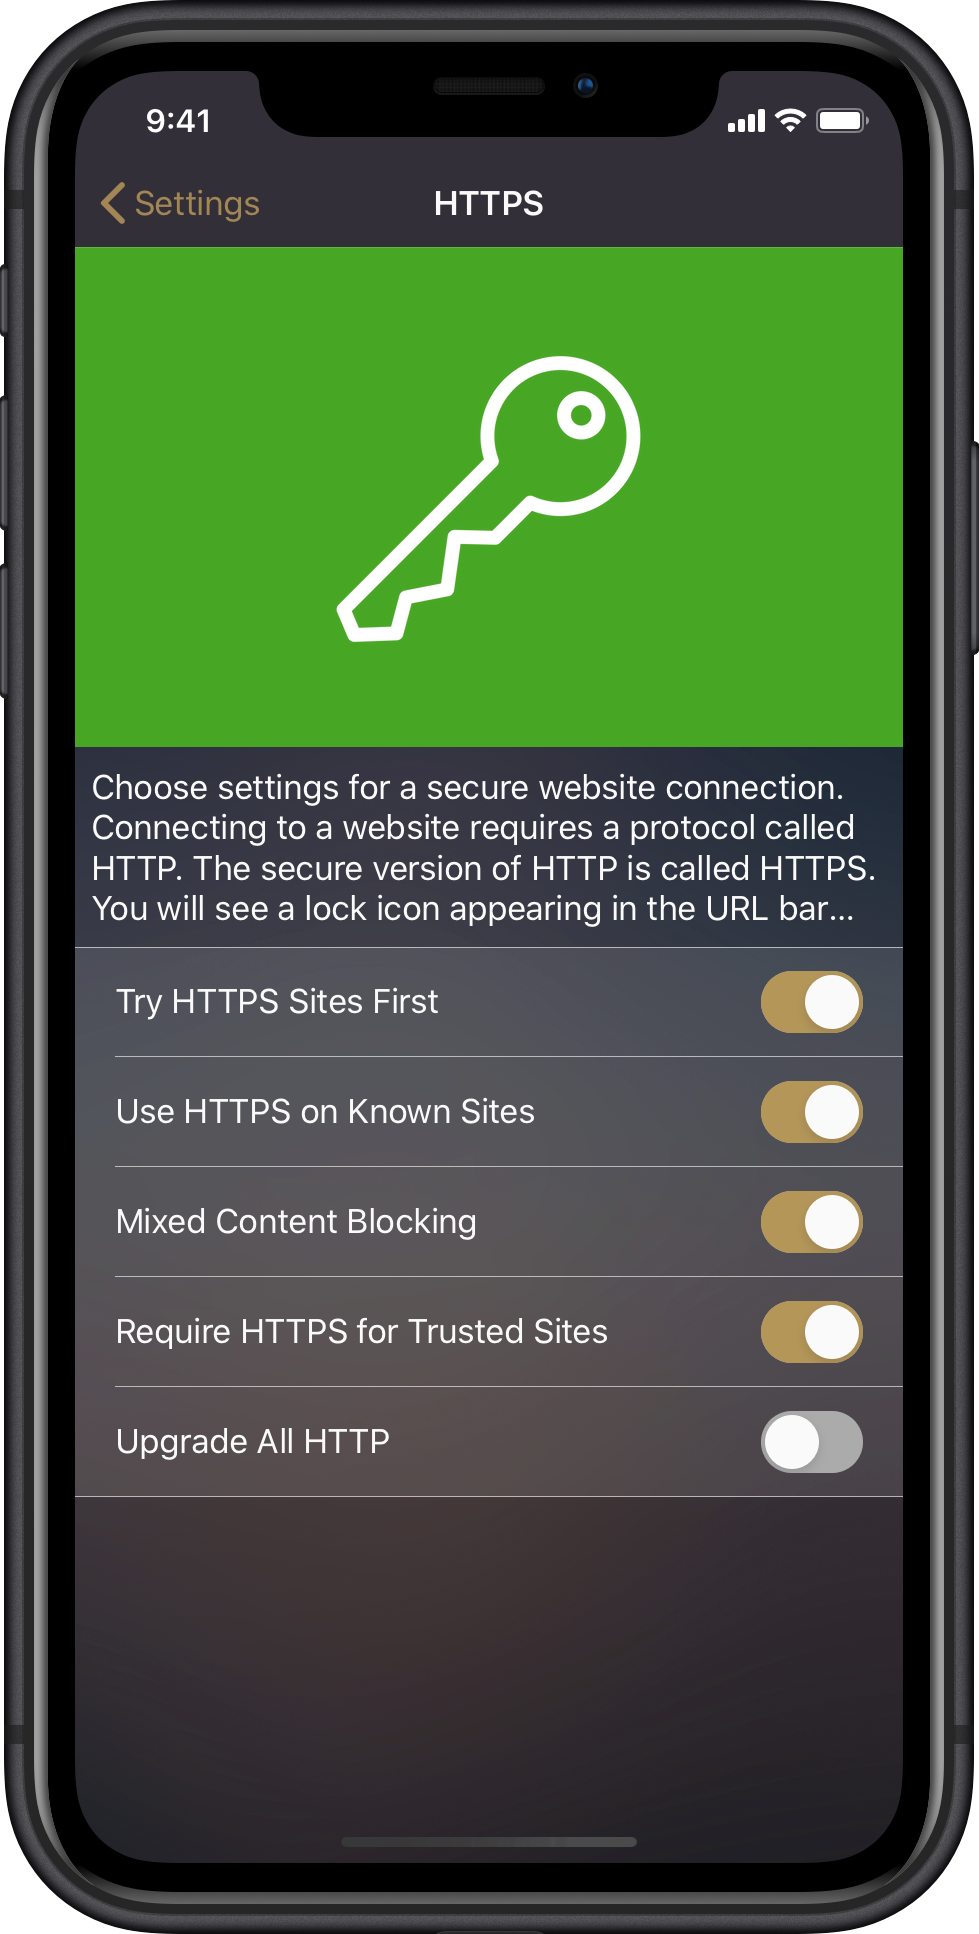 9:41
Settings
HTTPS
Choose settings for a secure website connection.
Connecting to a website requires a protocol called
HTTP. The secure version of HTTP is called HTTPS.
You will see a lock icon appearing in the URL bar...
Try HTTPS Sites First
Use HTTPS on Known Sites
Mixed Content Blocking
Require HTTPS for Trusted Sites
Upgrade All HTTP